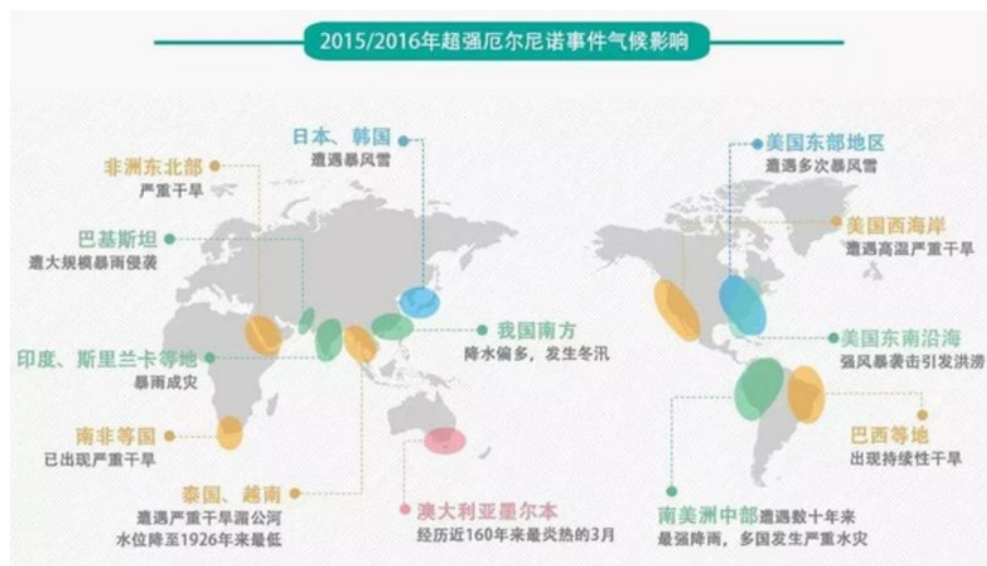 2015/2016年超强厄尔尼诺事件气候影响
日本、韩国
遭遇暴风雪
美国东部地区
遭遇多次暴风雪
非洲东北部
严重干旱
美国西海岸
遭遇高温严重干旱
巴基斯坦
遭大规模暴雨侵袭
我国南方
降水偏多，发生冬汛
美国东南沿海
强风暴袭击引发洪涝
印度、斯里兰卡等地
暴雨成灾
南非等国
已出现严重干旱
巴西等地
出现持续性干旱
泰国、越南
遭遇严重干旱湄公河
水位降至1926年来最低
澳大利亚墨尔本
经历近160年来最炎热的3月
南美洲中部遭遇数十年来
最强降雨，多国发生严重水灾